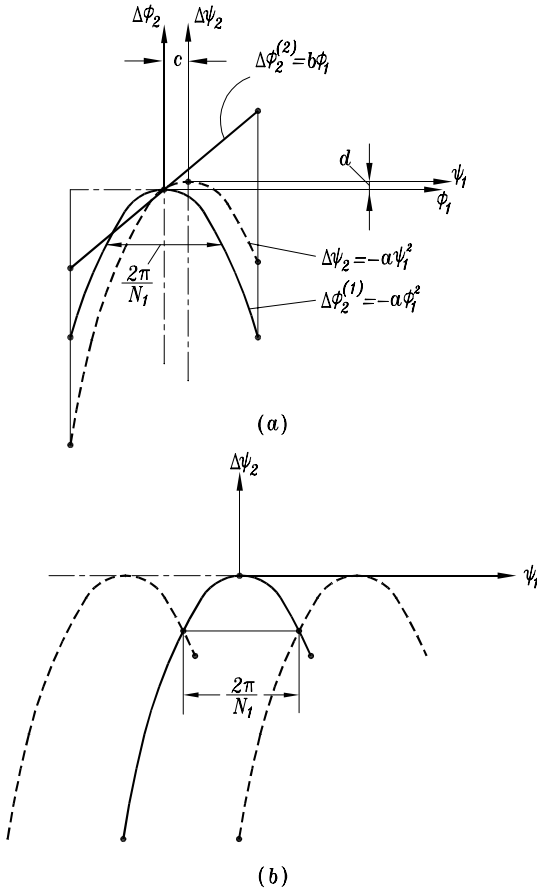 Δϕ₂ Δψ₂
c
Δϕ₂⁽²⁾=bϕ₁
d
ψ₁
ϕ₁
2π/N₁
Δψ₂=−aψ₁²
Δϕ₂⁽¹⁾=−aϕ₁²
(a)
Δψ₂
ψ₁
2π/N₁
(b)